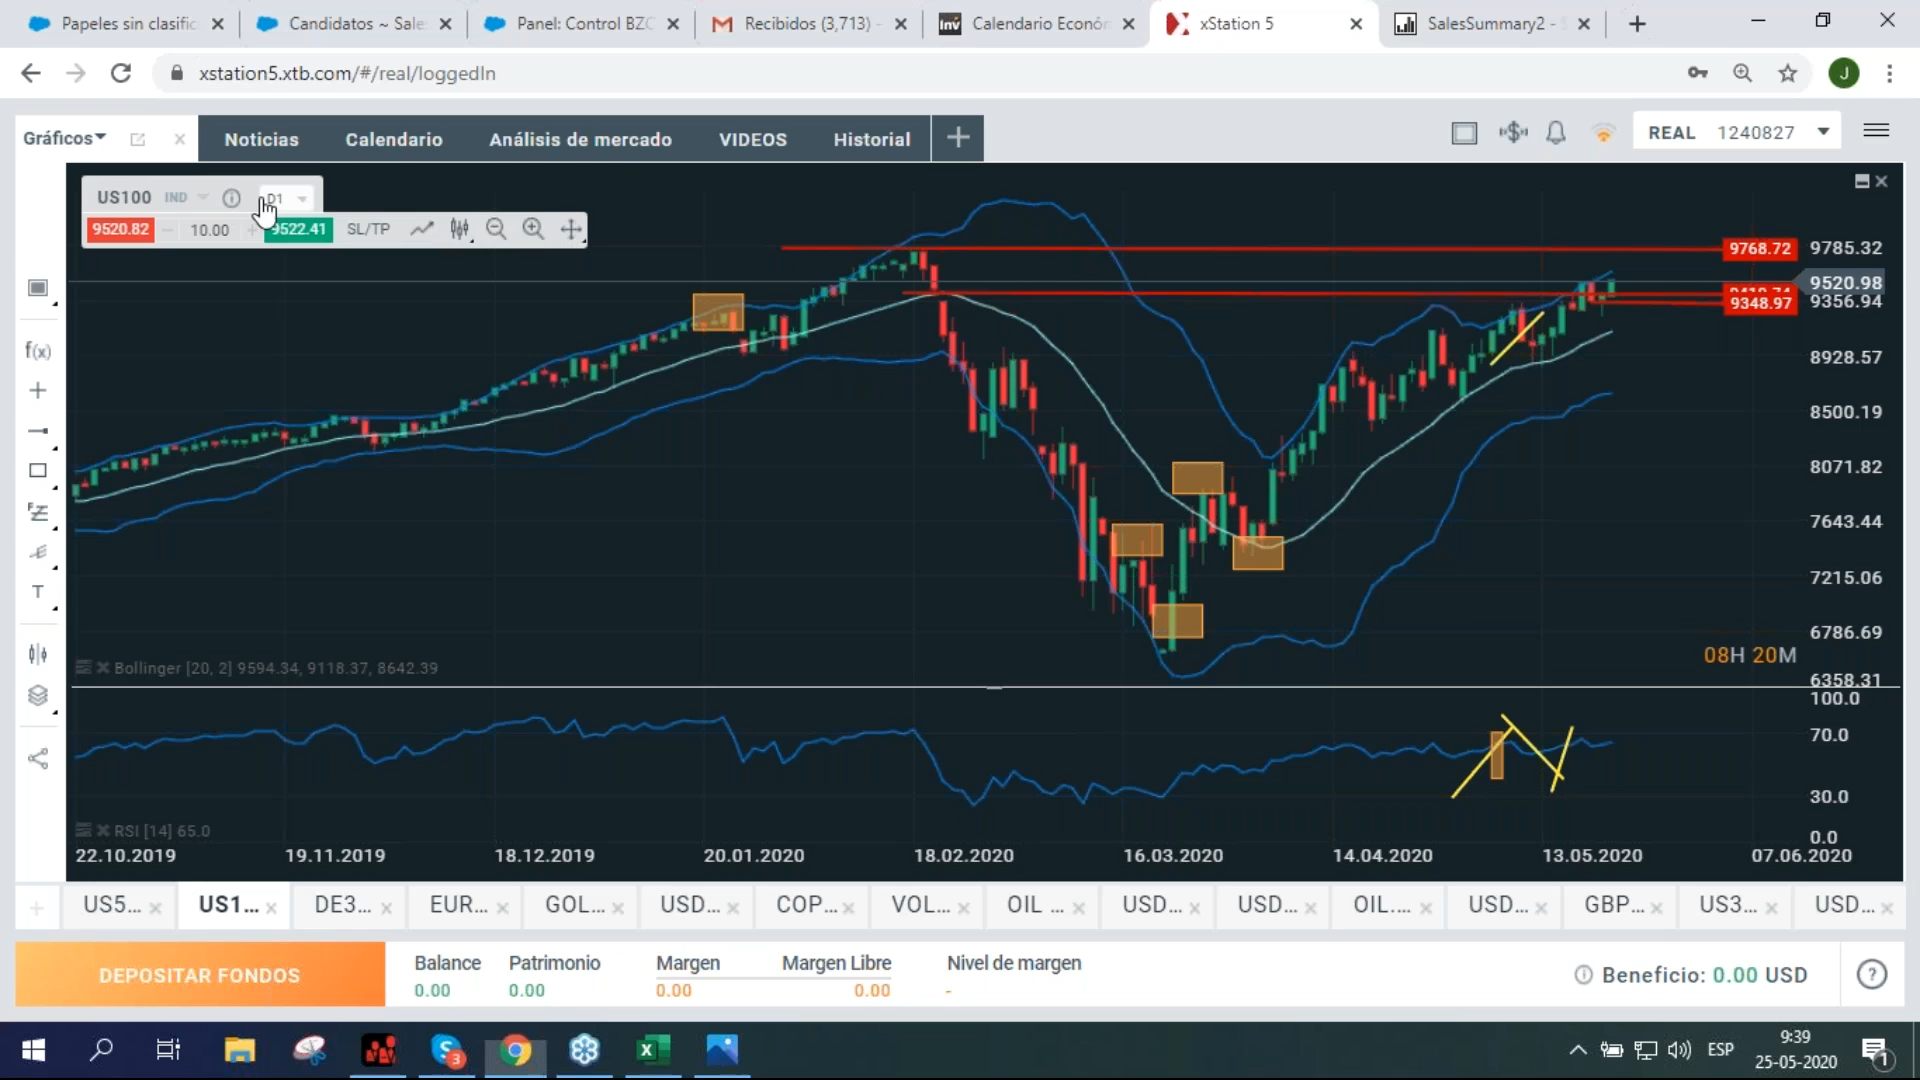 Papeles sin clasific
Candidatos ~ Sale
Panel: Control BZC
Recibidos (3,713) -
Calendario Económ
xStation 5
SalesSummary2 -
xstation5.xtb.com/#/real/loggedIn
J
Gráficos
Noticias
Calendario
Análisis de mercado
VIDEOS
Historial
REAL 1240827
US100 IND D1
9520.82
10.00
9522.41
SL/TP
9768.72
9785.32
9520.98
9348.97
9356.94
8928.57
8500.19
8071.82
7643.44
7215.06
6786.69
08H 20M
6358.31
Bollinger [20, 2] 9594.34, 9118.37, 8642.39
100.0
70.0
30.0
0.0
RSI [14] 65.0
22.10.2019
19.11.2019
18.12.2019
20.01.2020
18.02.2020
16.03.2020
14.04.2020
13.05.2020
07.06.2020
f(x)
T
US5...
US1...
DE3...
EUR...
GOL...
USD...
COP...
VOL...
OIL ...
USD...
USD...
OIL....
USD...
GBP...
US3...
USD...
DEPOSITAR FONDOS
Balance
0.00
Patrimonio
0.00
Margen
0.00
Margen Libre
0.00
Nivel de margen
-
Beneficio: 0.00 USD
?
3
ESP
9:39
25-05-2020
1